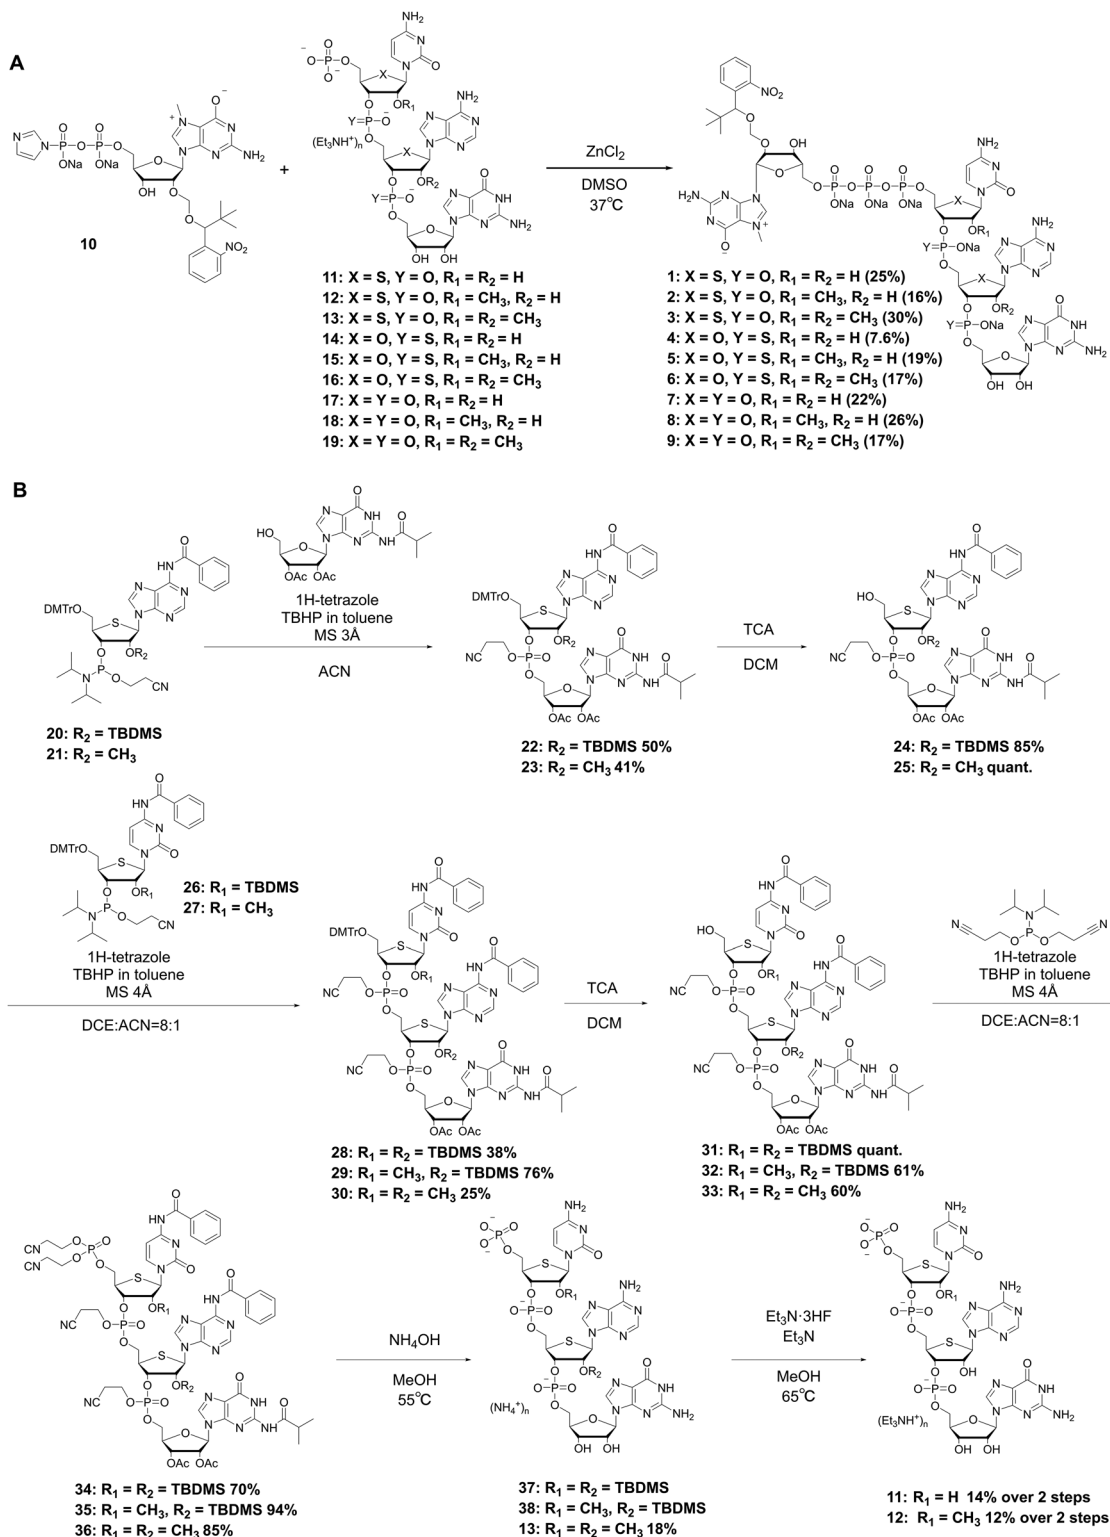 A
10
+
(Et3NH+)n
ZnCl2
DMSO
37°C
11: X = S, Y = O, R1 = R2 = H
12: X = S, Y = O, R1 = CH3, R2 = H
13: X = S, Y = O, R1 = R2 = CH3
14: X = O, Y = S, R1 = R2 = H
15: X = O, Y = S, R1 = CH3, R2 = H
16: X = O, Y = S, R1 = R2 = CH3
17: X = Y = O, R1 = R2 = H
18: X = Y = O, R1 = CH3, R2 = H
19: X = Y = O, R1 = R2 = CH3
1: X = S, Y = O, R1 = R2 = H (25%)
2: X = S, Y = O, R1 = CH3, R2 = H (16%)
3: X = S, Y = O, R1 = R2 = CH3 (30%)
4: X = O, Y = S, R1 = R2 = H (7.6%)
5: X = O, Y = S, R1 = CH3, R2 = H (19%)
6: X = O, Y = S, R1 = R2 = CH3 (17%)
7: X = Y = O, R1 = R2 = H (22%)
8: X = Y = O, R1 = CH3, R2 = H (26%)
9: X = Y = O, R1 = R2 = CH3 (17%)
B
1H-tetrazole
TBHP in toluene
MS 3Å
ACN
20: R2 = TBDMS
21: R2 = CH3
22: R2 = TBDMS 50%
23: R2 = CH3 41%
TCA
DCM
24: R2 = TBDMS 85%
25: R2 = CH3 quant.
26: R1 = TBDMS
27: R1 = CH3
1H-tetrazole
TBHP in toluene
MS 4Å
DCE:ACN=8:1
28: R1 = R2 = TBDMS 38%
29: R1 = CH3, R2 = TBDMS 76%
30: R1 = R2 = CH3 25%
TCA
DCM
31: R1 = R2 = TBDMS quant.
32: R1 = CH3, R2 = TBDMS 61%
33: R1 = R2 = CH3 60%
1H-tetrazole
TBHP in toluene
MS 4Å
DCE:ACN=8:1
34: R1 = R2 = TBDMS 70%
35: R1 = CH3, R2 = TBDMS 94%
36: R1 = R2 = CH3 85%
NH4OH
MeOH
55°C
(NH4+)n
37: R1 = R2 = TBDMS
38: R1 = CH3, R2 = TBDMS
13: R1 = R2 = CH3 18%
Et3N·3HF
Et3N
MeOH
65°C
(Et3NH+)n
11: R1 = H 14% over 2 steps
12: R1 = CH3 12% over 2 steps